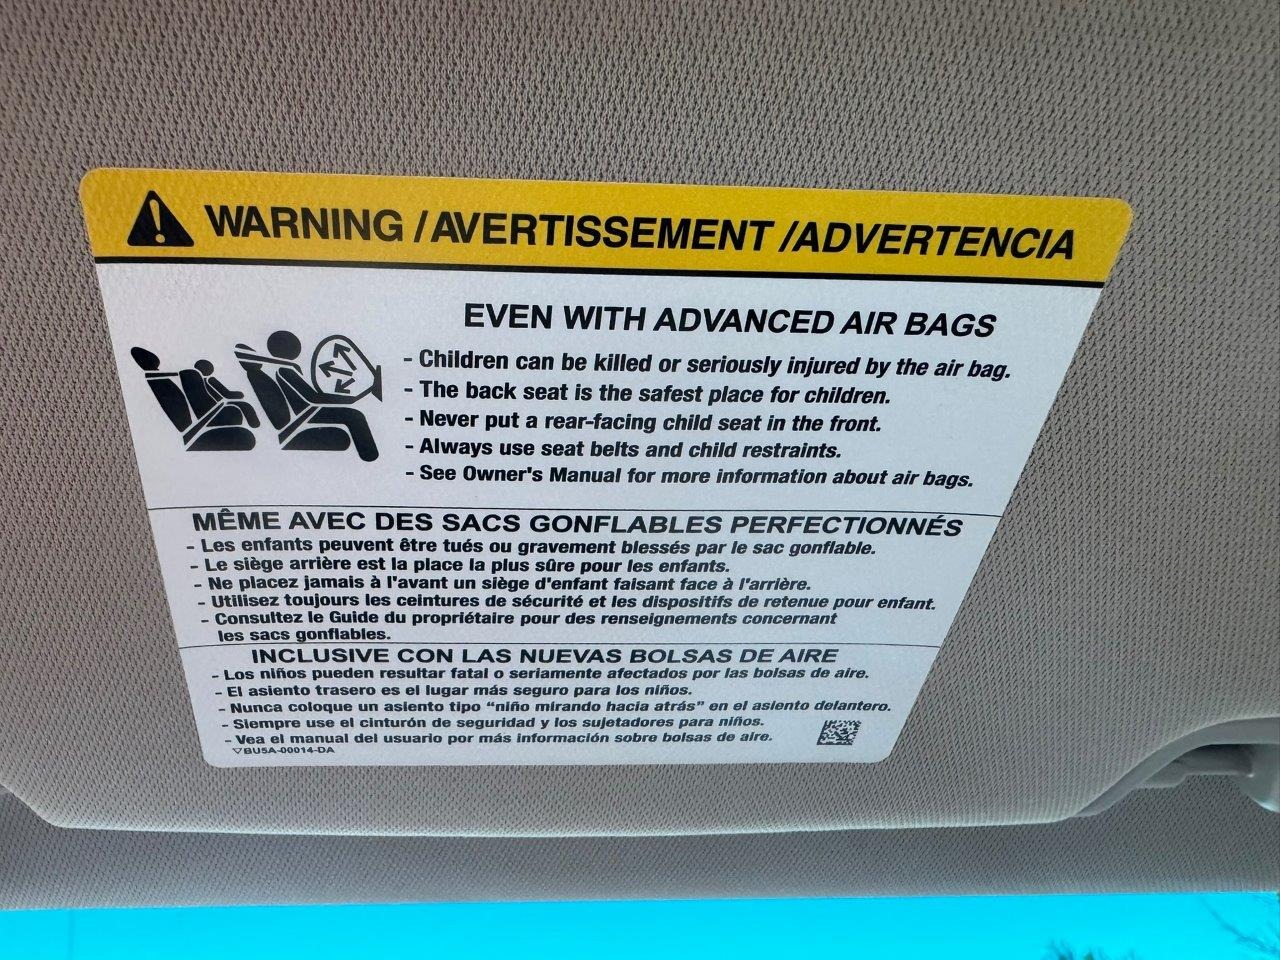 WARNING /AVERTISSEMENT /ADVERTENCIA
EVEN WITH ADVANCED AIR BAGS
- Children can be killed or seriously injured by the air bag.
- The back seat is the safest place for children.
- Never put a rear-facing child seat in the front.
- Always use seat belts and child restraints.
- See Owner's Manual for more information about air bags.
MÊME AVEC DES SACS GONFLABLES PERFECTIONNÉS
- Les enfants peuvent être tués ou gravement blessés par le sac gonflable.
- Le siège arrière est la place la plus sûre pour les enfants.
- Ne placez jamais à l'avant un siège d'enfant faisant face à l'arrière.
- Utilisez toujours les ceintures de sécurité et les dispositifs de retenue pour enfant.
- Consultez le Guide du propriétaire pour des renseignements concernant
les sacs gonflables.
INCLUSIVE CON LAS NUEVAS BOLSAS DE AIRE
- Los niños pueden resultar fatal o seriamente afectados por las bolsas de aire.
- El asiento trasero es el lugar más seguro para los niños.
- Nunca coloque un asiento tipo “niño mirando hacia atrás” en el asiento delantero.
- Siempre use el cinturón de seguridad y los sujetadores para niños.
- Vea el manual del usuario por más información sobre bolsas de aire.
▽BU5A-00014-DA